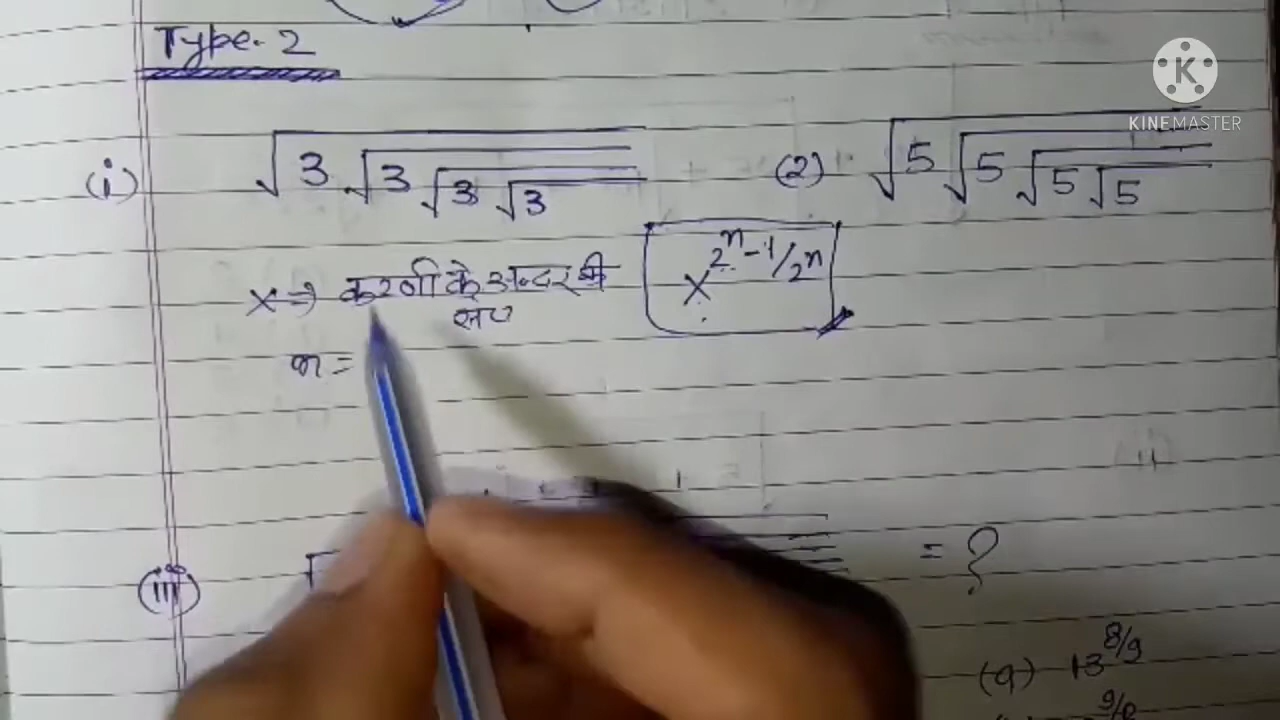 Type-2
(i) √3√3√3√3 (2) √5√5√5√5
x ⇒ करणी के अन्दर की x^2^n-1/2^n
n =
(iii) = ?
(a) 13^8/9
K
KINEMASTER